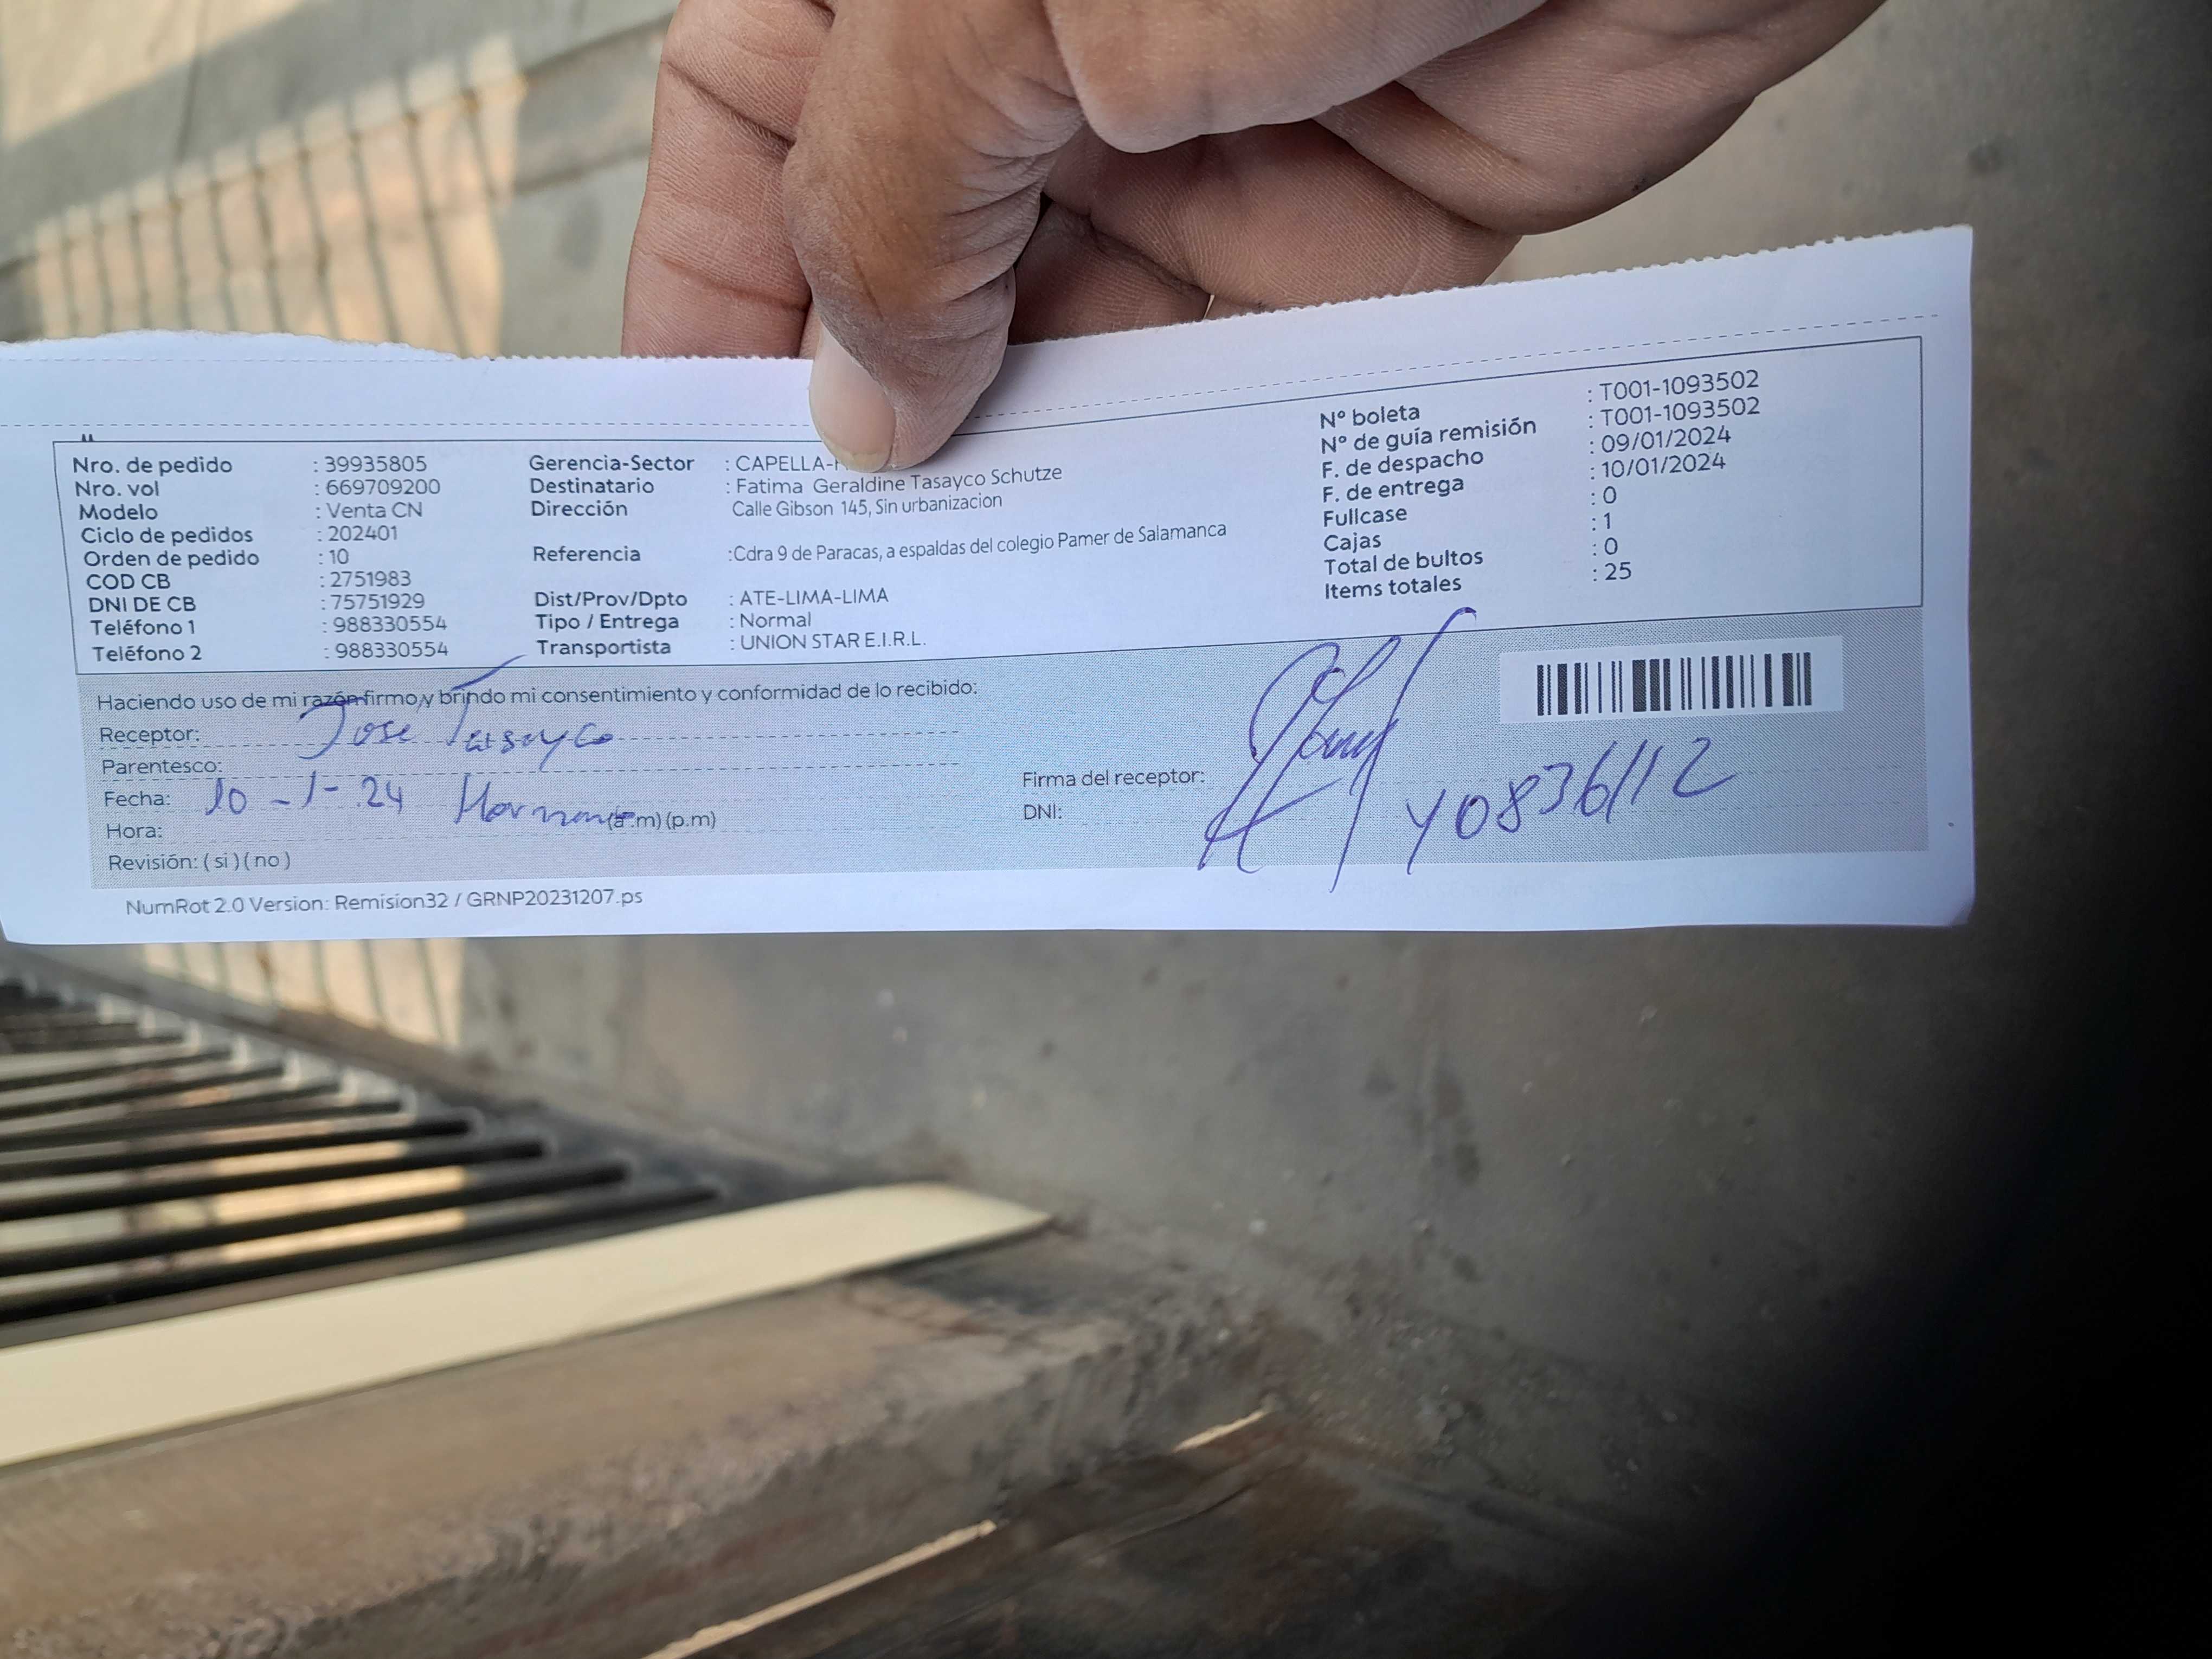 Nro. de pedido : 39935805
Nro. vol : 669709200
Modelo : Venta CN
Ciclo de pedidos : 202401
Orden de pedido : 10
COD CB : 2751983
DNI DE CB : 75751929
Teléfono 1 : 988330554
Teléfono 2 : 988330554
Gerencia-Sector : CAPELLA-
Destinatario : Fatima Geraldine Tasayco Schutze
Dirección Calle Gibson 145, Sin urbanizacion
Referencia :Cdra 9 de Paracas, a espaldas del colegio Pamer de Salamanca
Dist/Prov/Dpto : ATE-LIMA-LIMA
Tipo / Entrega : Normal
Transportista : UNION STAR E.I.R.L.
Nº boleta : T001-1093502
Nº de guía remisión : T001-1093502
F. de despacho : 09/01/2024
F. de entrega : 10/01/2024
Fullcase : 0
Cajas : 1
Total de bultos : 0
Items totales : 25
Haciendo uso de mi razón firmo y brindo mi consentimiento y conformidad de lo recibido:
Receptor: Jose Tasayco
Parentesco:
Fecha: 10-1-24
Hora: (a.m) (p.m)
Revisión: ( si ) ( no )
Firma del receptor:
DNI: 40836112
NumRot 2.0 Version: Remision32 / GRNP20231207.ps